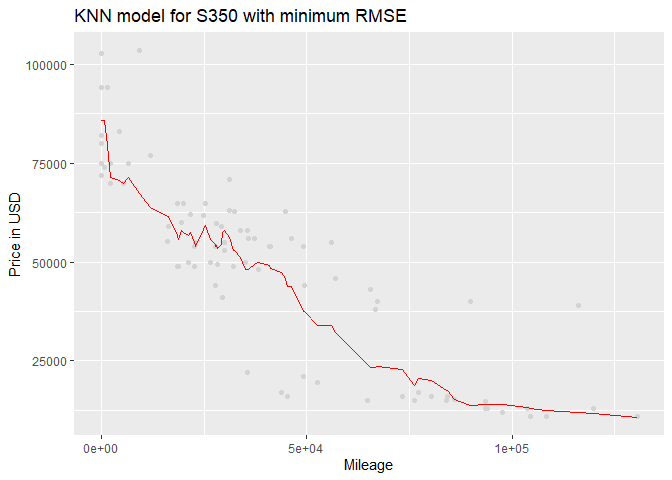 KNN model for S350 with minimum RMSE
Price in USD
100000
75000
50000
25000
0e+00 5e+04 1e+05
Mileage